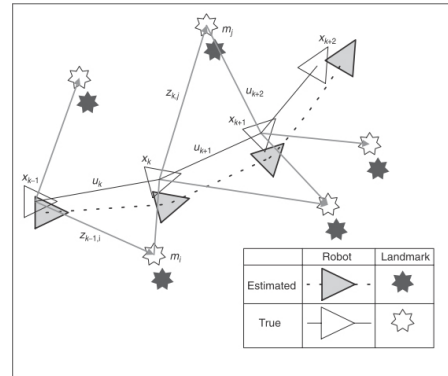 m_j
x_{k+2}
z_{k,j}
u_{k+2}
x_{k+1}
x_k
u_{k+1}
x_{k–1}
u_k
z_{k–1,i}
m_i
Robot Landmark
Estimated
True